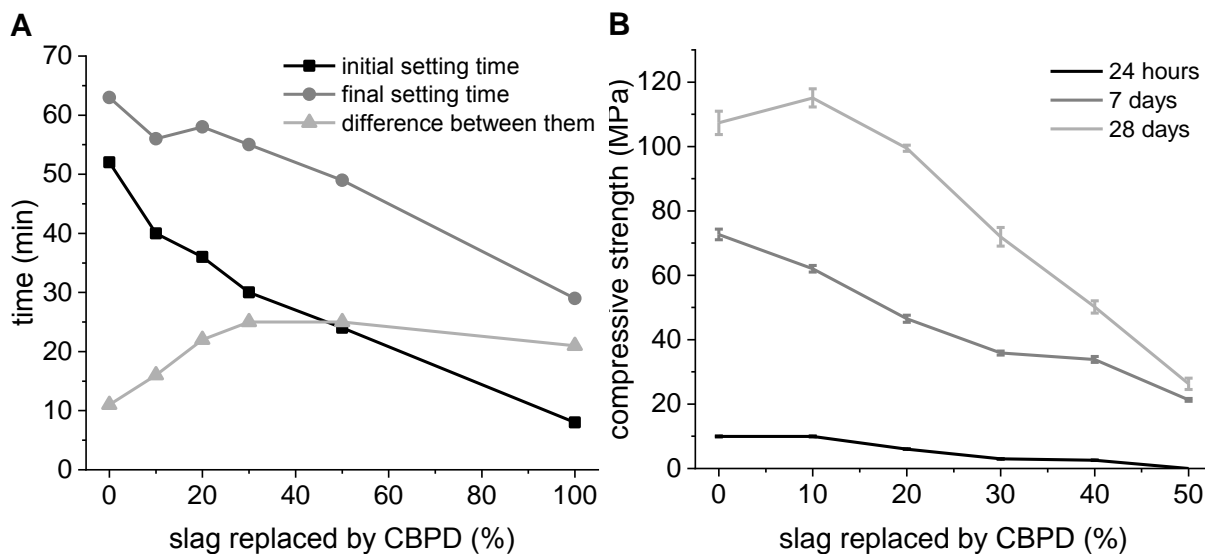 A
70
60
50
40
30
20
10
0
time (min)
initial setting time
final setting time
difference between them
0 20 40 60 80 100
slag replaced by CBPD (%)
B
120
100
80
60
40
20
0
compressive strength (MPa)
24 hours
7 days
28 days
0 10 20 30 40 50
slag replaced by CBPD (%)